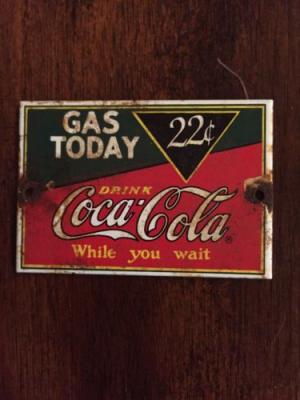 GAS
TODAY
22¢
DRINK
Coca-Cola®
While you wait